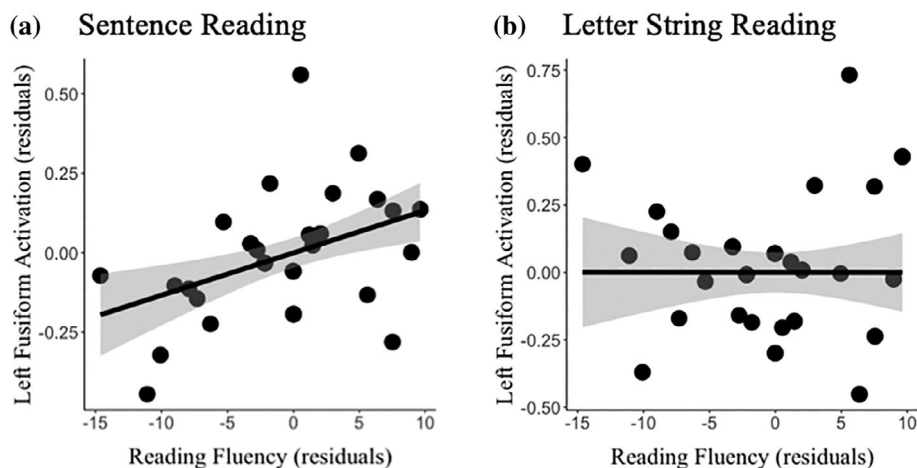 (a) Sentence Reading
Left Fusiform Activation (residuals)
0.50
0.25
0.00
-0.25
-15 -10 -5 0 5 10
Reading Fluency (residuals)
(b) Letter String Reading
Left Fusiform Activation (residuals)
0.75
0.50
0.25
0.00
-0.25
-0.50
-15 -10 -5 0 5 10
Reading Fluency (residuals)